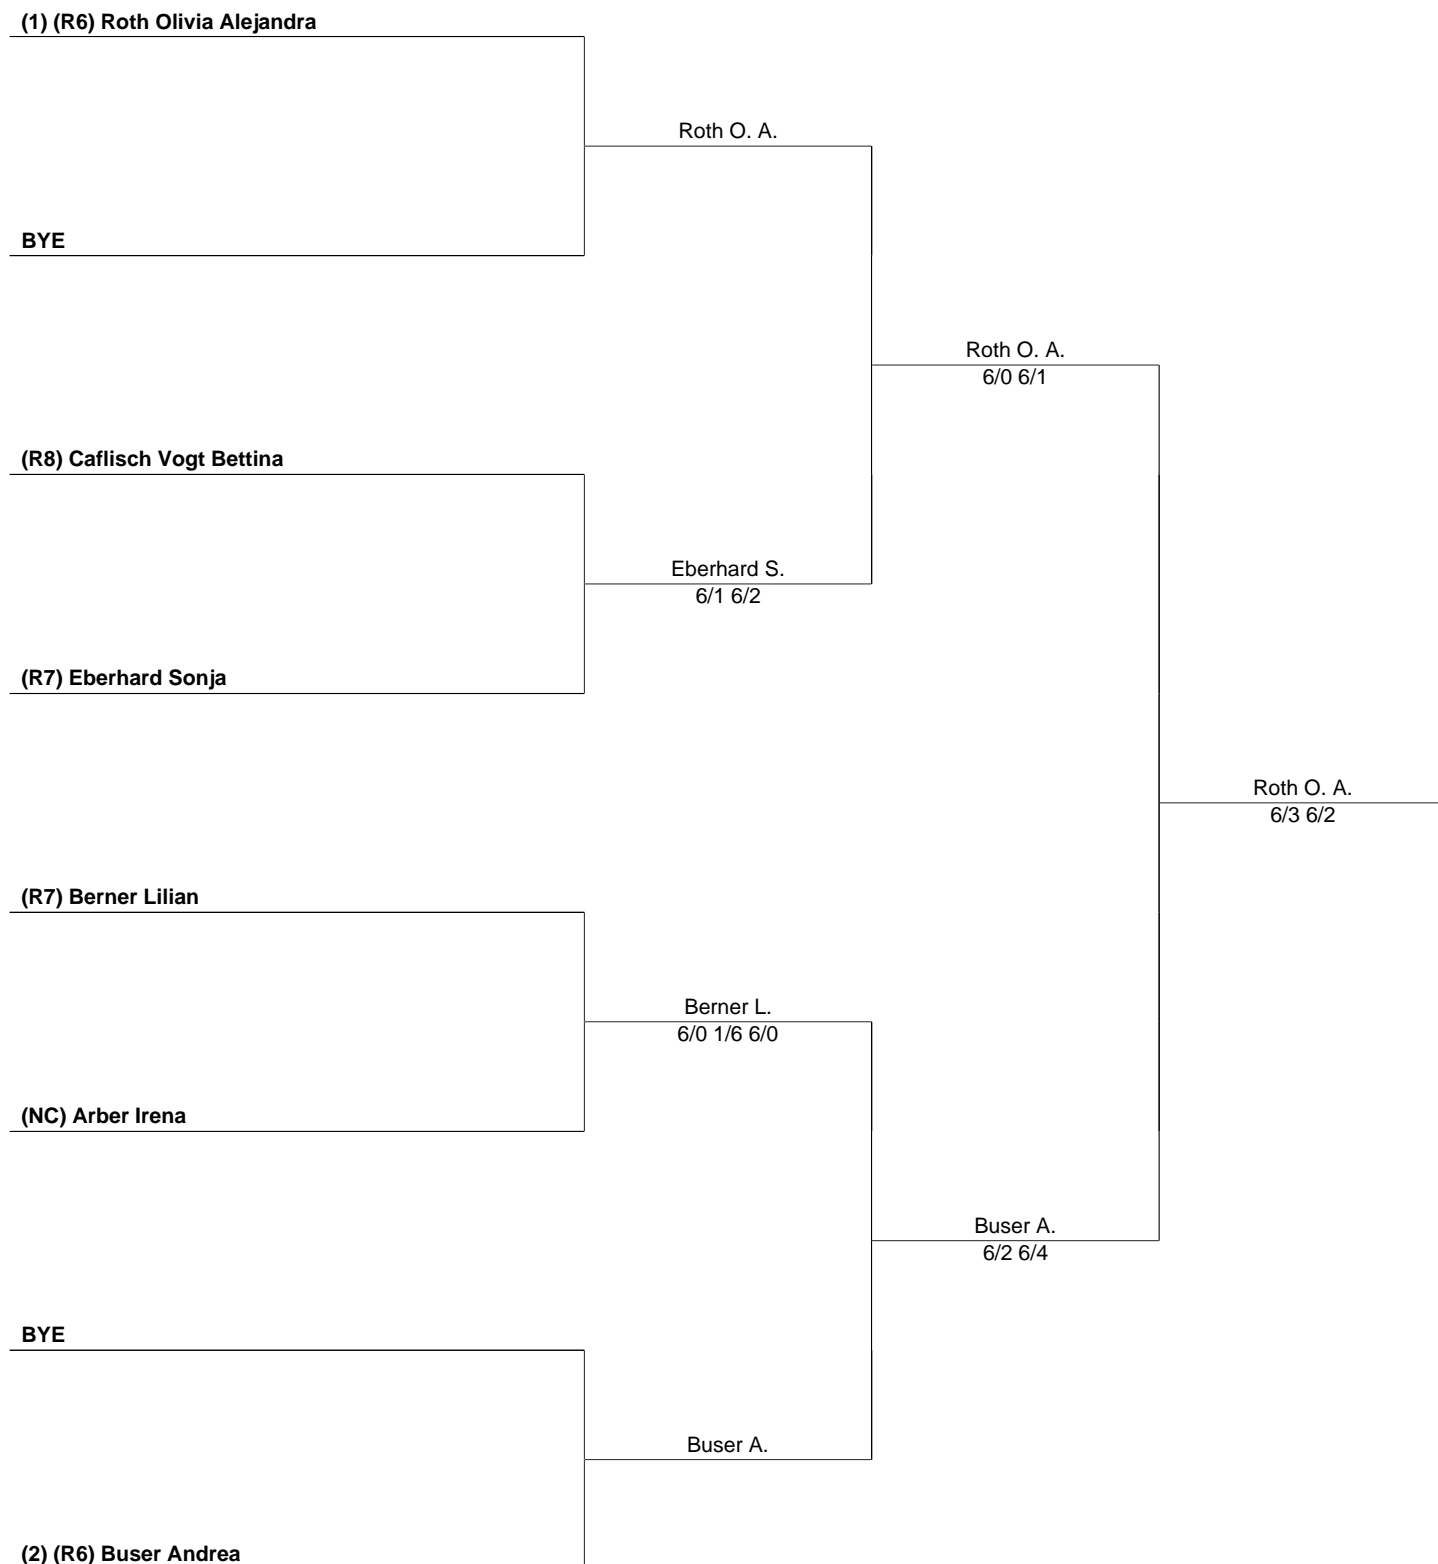 (1) (R6) Roth Olivia Alejandra
Roth O. A.
BYE
Roth O. A.
6/0 6/1
(R8) Caflisch Vogt Bettina
Eberhard S.
6/1 6/2
(R7) Eberhard Sonja
Roth O. A.
6/3 6/2
(R7) Berner Lilian
Berner L.
6/0 1/6 6/0
(NC) Arber Irena
Buser A.
6/2 6/4
BYE
Buser A.
(2) (R6) Buser Andrea